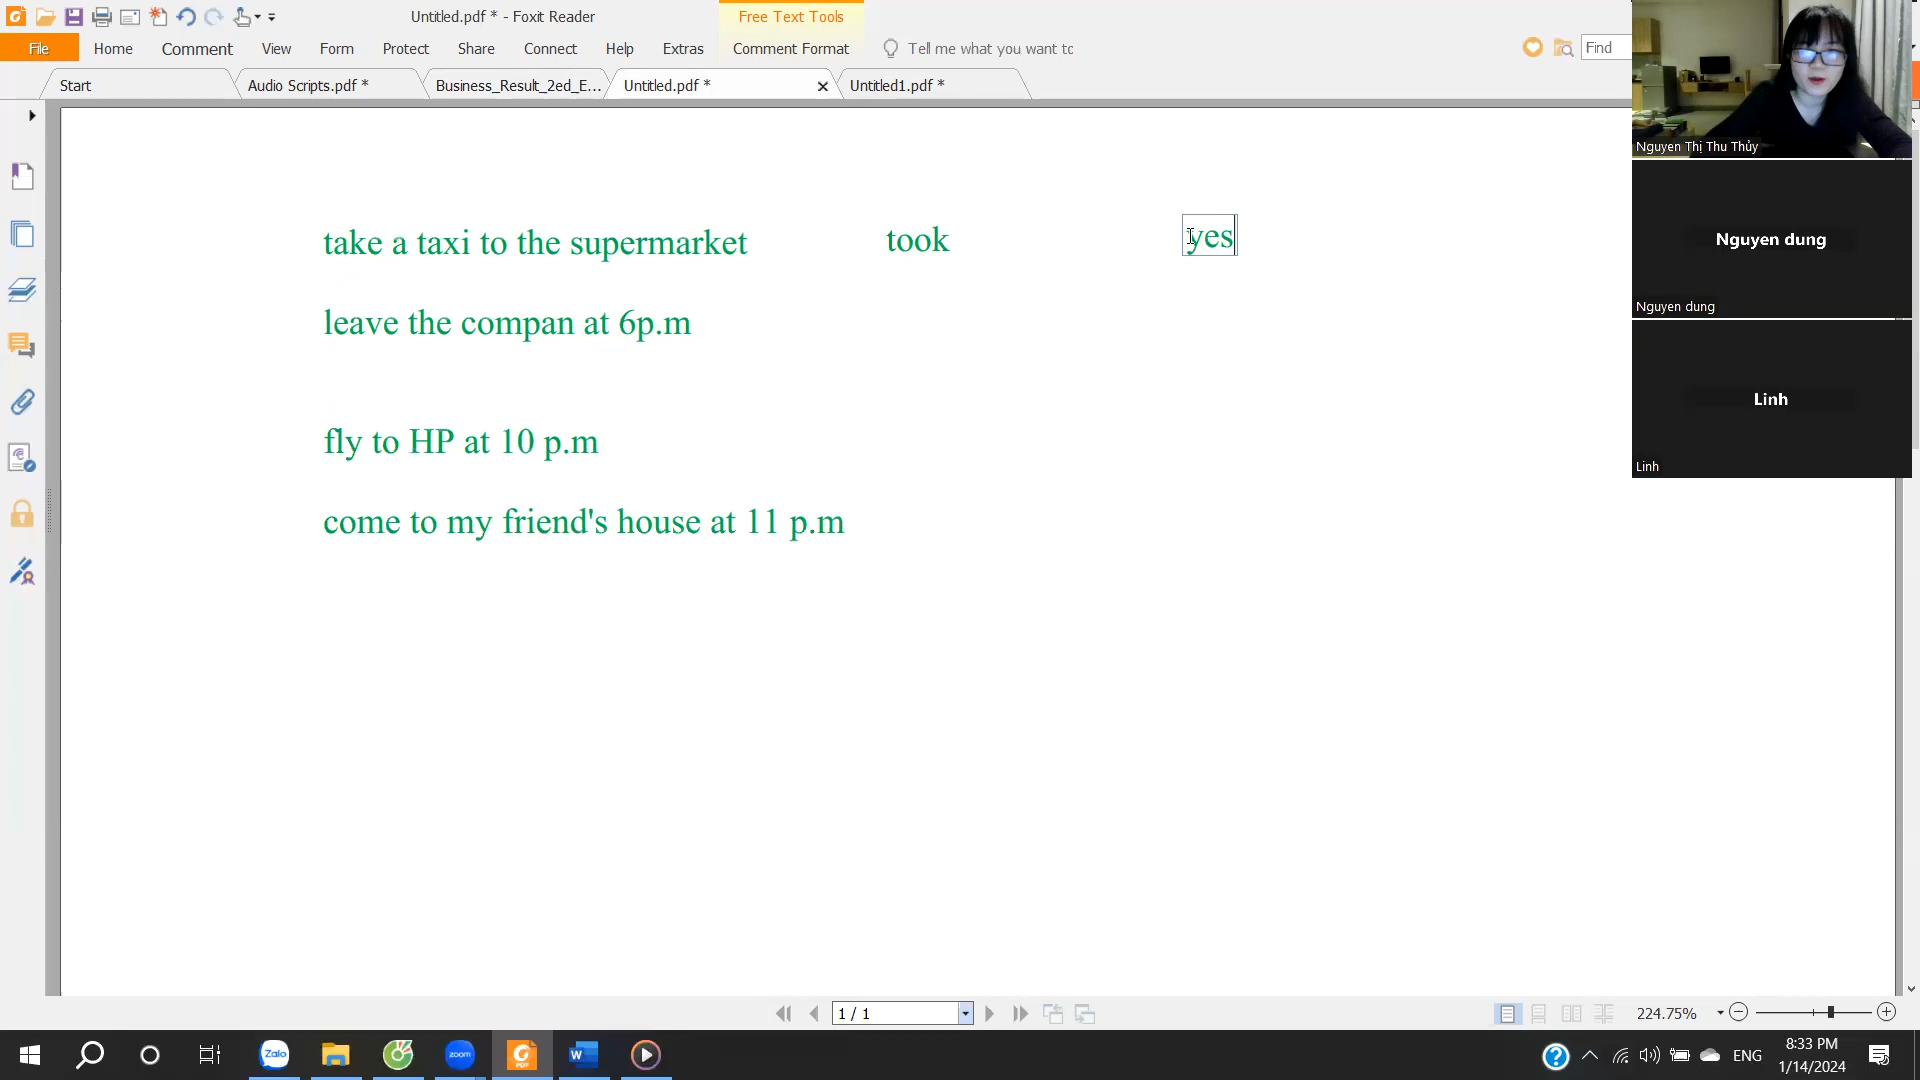 Untitled.pdf * - Foxit Reader
Free Text Tools
File Home Comment View Form Protect Share Connect Help Extras Comment Format Tell me what you want to Find
Start Audio Scripts.pdf * Business_Result_2ed_E... Untitled.pdf * Untitled1.pdf *
Nguyen Thị Thu Thủy
take a taxi to the supermarket took yes
Nguyen dung
Nguyen dung
leave the compan at 6p.m
Linh
Linh
fly to HP at 10 p.m
come to my friend's house at 11 p.m
1 / 1
224.75%
Zalo zoom PDF W ENG
8:33 PM
1/14/2024